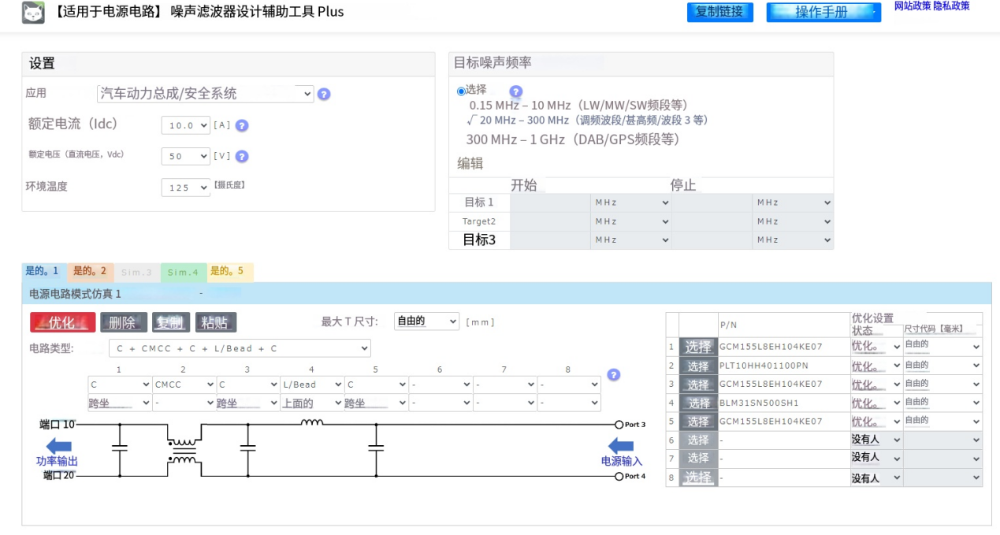 【适用于电源电路】 噪声滤波器设计辅助工具 Plus
复制链接
操作手册
网站政策 隐私政策
设置
应用
汽车动力总成/安全系统
额定电流（Idc）
10.0 [A]
额定电压（直流电压，Vdc）
50 [V]
环境温度
125 【摄氏度】
目标噪声频率
选择
0.15 MHz – 10 MHz（LW/MW/SW频段等）
√ 20 MHz – 300 MHz（调频波段/甚高频/波段 3 等）
300 MHz – 1 GHz（DAB/GPS频段等）
编辑
开始 停止
目标 1 MHz MHz
Target2 MHz MHz
目标3 MHz MHz
是的。1 是的。2 Sim.3 Sim.4 是的。5
电源电路模式仿真 1 -
优化 删除 复制 粘贴
最大 T 尺寸: 自由的 [mm]
电路类型: C + CMCC + C + L/Bead + C
1 2 3 4 5 6 7 8
C CMCC C L/Bead C - - -
跨坐 - 跨坐 上面的 跨坐 - - -
端口 10
Port 3
功率输出
电源输入
端口 20
Port 4
P/N 优化设置
状态 尺寸代码【毫米】
1 选择 GCM155L8EH104KE07 优化。 自由的
2 选择 PLT10HH401100PN 优化。 自由的
3 选择 GCM155L8EH104KE07 优化。 自由的
4 选择 BLM31SN500SH1 优化。 自由的
5 选择 GCM155L8EH104KE07 优化。 自由的
6 选择 - 没有人
7 选择 - 没有人
8 选择 - 没有人